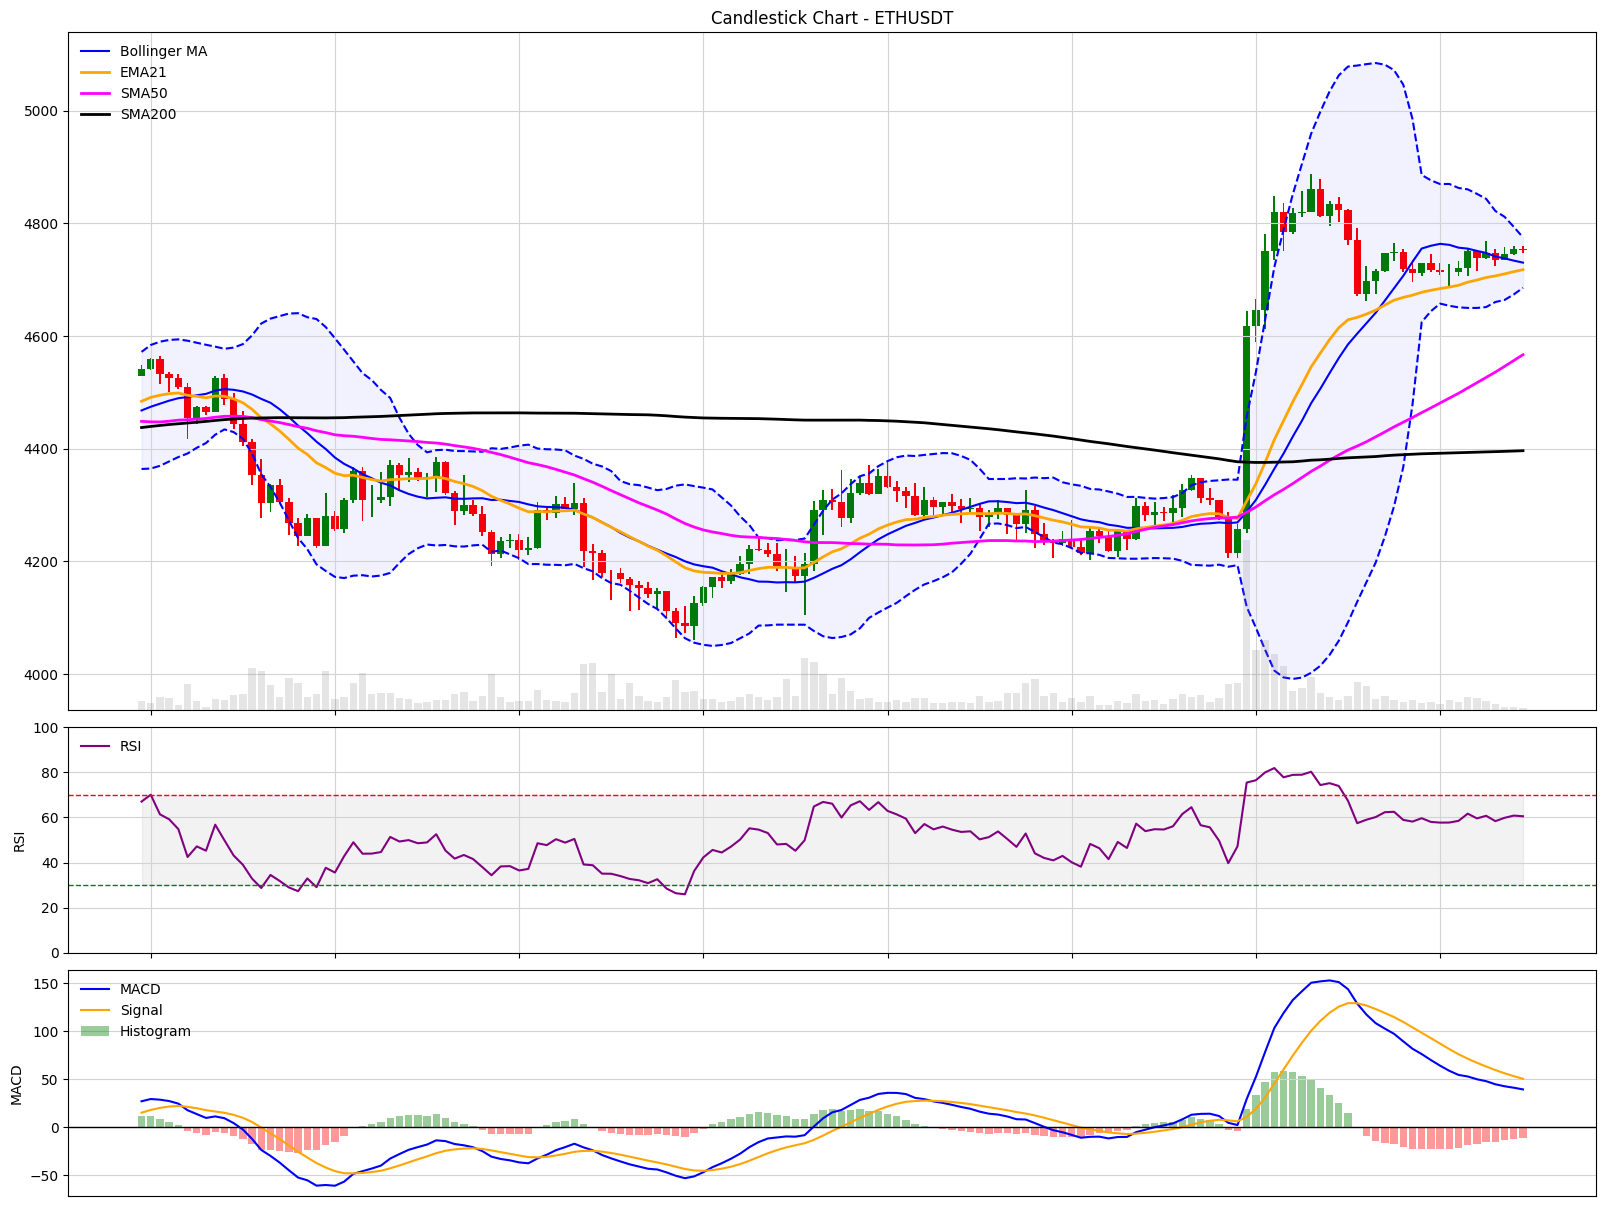 Candlestick Chart - ETHUSDT
Bollinger MA
EMA21
SMA50
SMA200
5000
4800
4600
4400
4200
4000
RSI
100
80
60
40
20
0
RSI
MACD
Signal
Histogram
150
100
50
0
−50
MACD